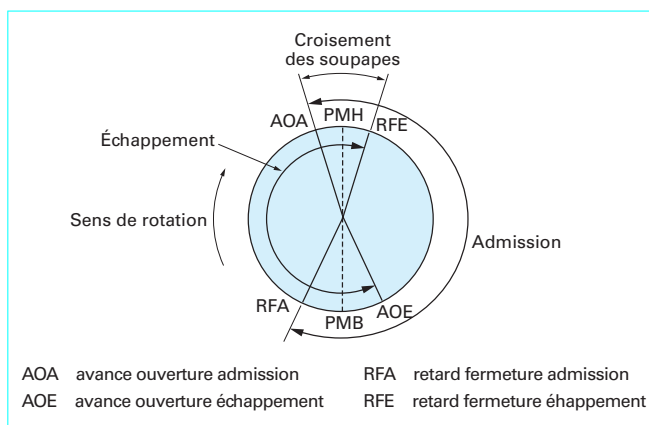 Croisement
des soupapes
AOA
PMH
RFE
Échappement
Sens de rotation
Admission
RFA
PMB
AOE
AOA avance ouverture admission
RFA retard fermeture admission
AOE avance ouverture échappement
RFE retard fermeture éhappement